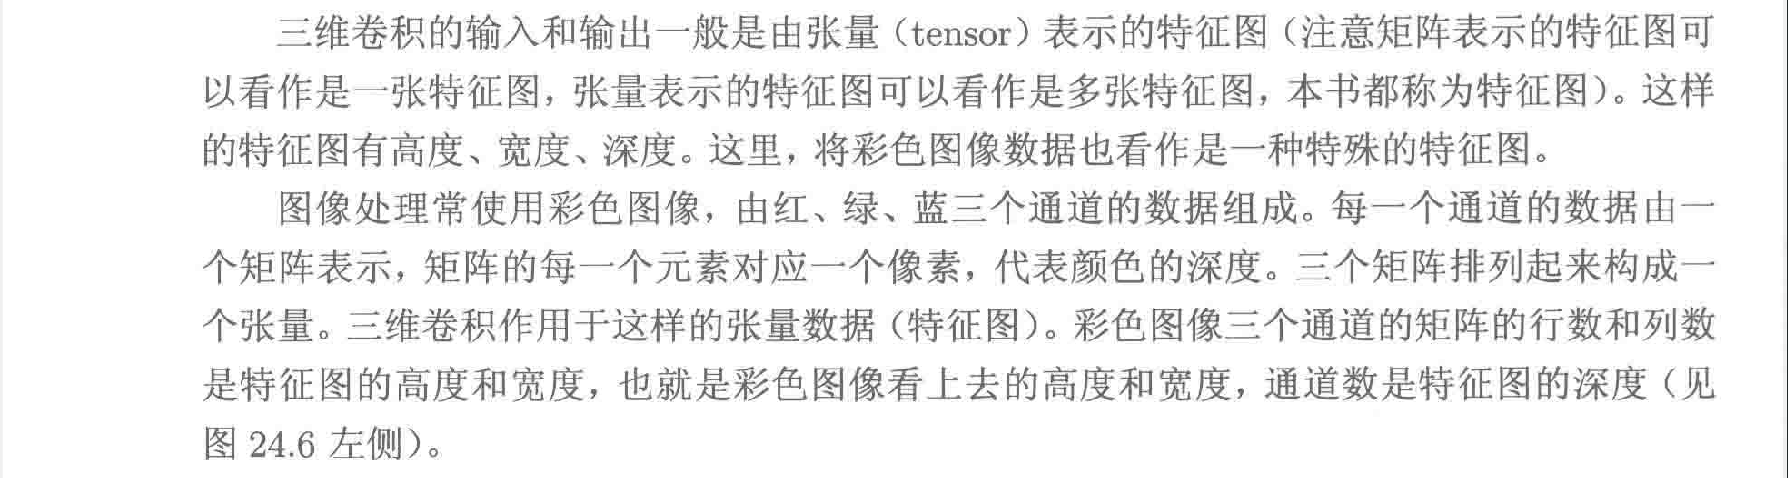 三维卷积的输入和输出一般是由张量（tensor）表示的特征图（注意矩阵表示的特征图可
以看作是一张特征图，张量表示的特征图可以看作是多张特征图，本书都称为特征图）。这样
的特征图有高度、宽度、深度。这里，将彩色图像数据也看作是一种特殊的特征图。
图像处理常使用彩色图像，由红、绿、蓝三个通道的数据组成。每一个通道的数据由一
个矩阵表示，矩阵的每一个元素对应一个像素，代表颜色的深度。三个矩阵排列起来构成一
个张量。三维卷积作用于这样的张量数据（特征图）。彩色图像三个通道的矩阵的行数和列数
是特征图的高度和宽度，也就是彩色图像看上去的高度和宽度，通道数是特征图的深度（见
图 24.6 左侧）。